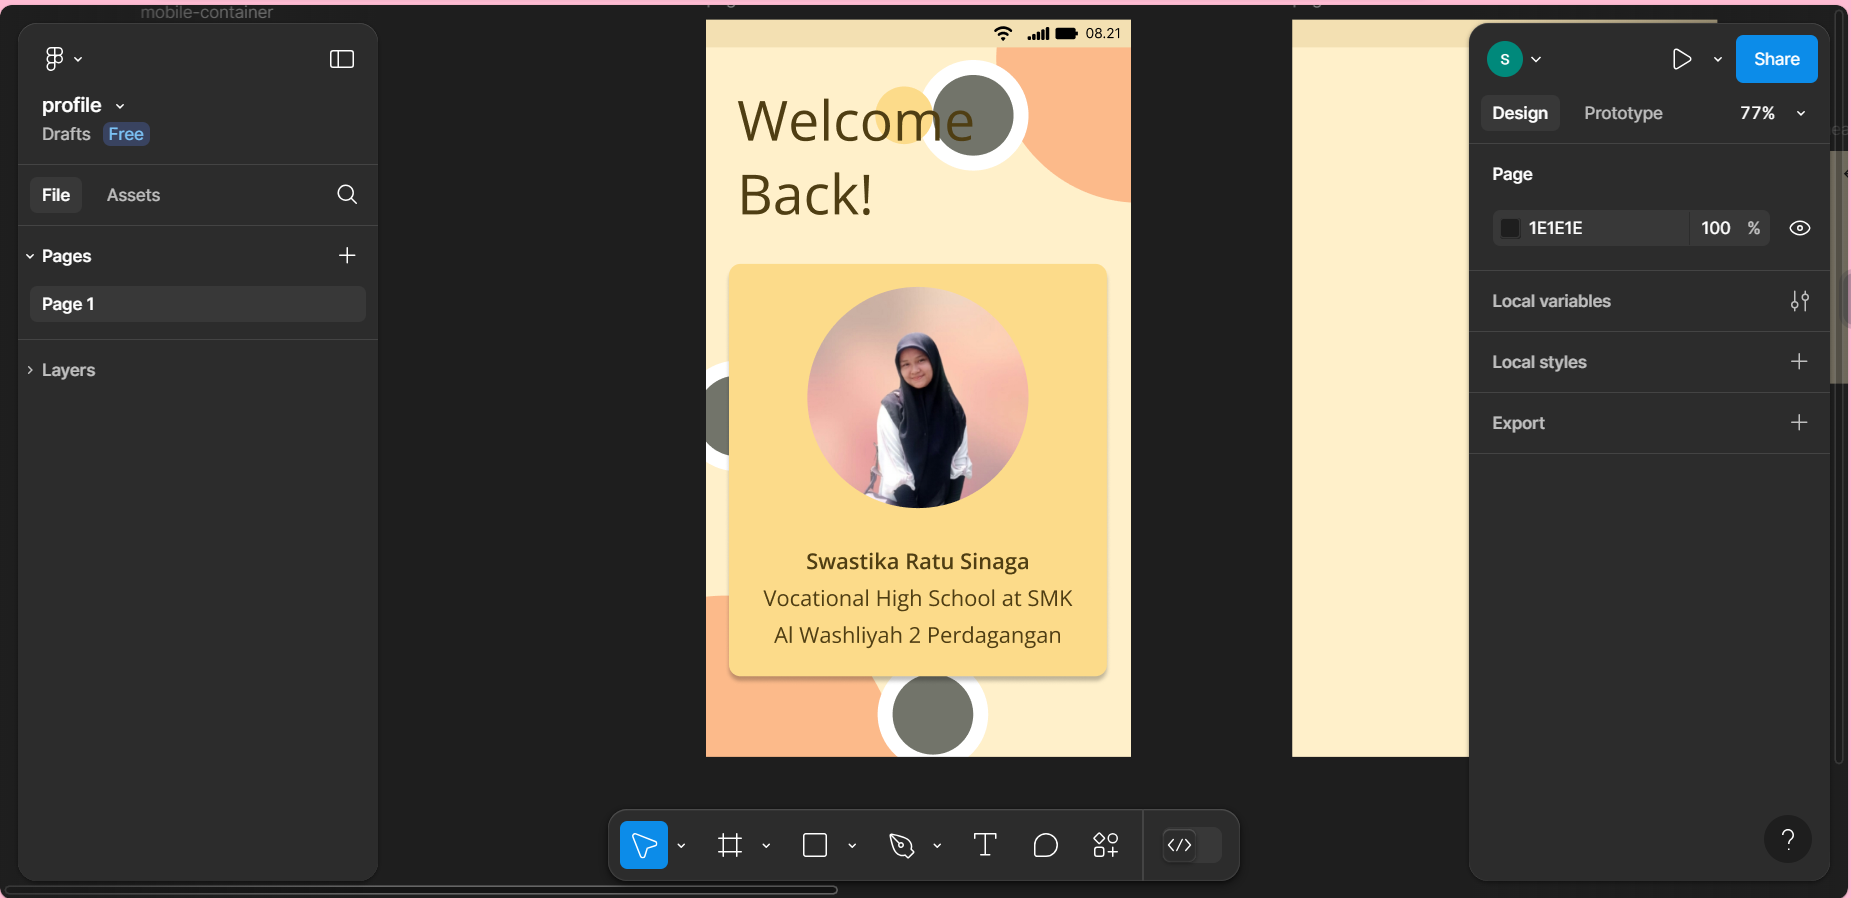 mobile-container
profile
Drafts Free
File Assets
Pages
Page 1
Layers
08.21
Welcome
Back!
Swastika Ratu Sinaga
Vocational High School at SMK
Al Washliyah 2 Perdagangan
S
Share
Design Prototype 77%
Page
1E1E1E 100 %
Local variables
Local styles
Export
?